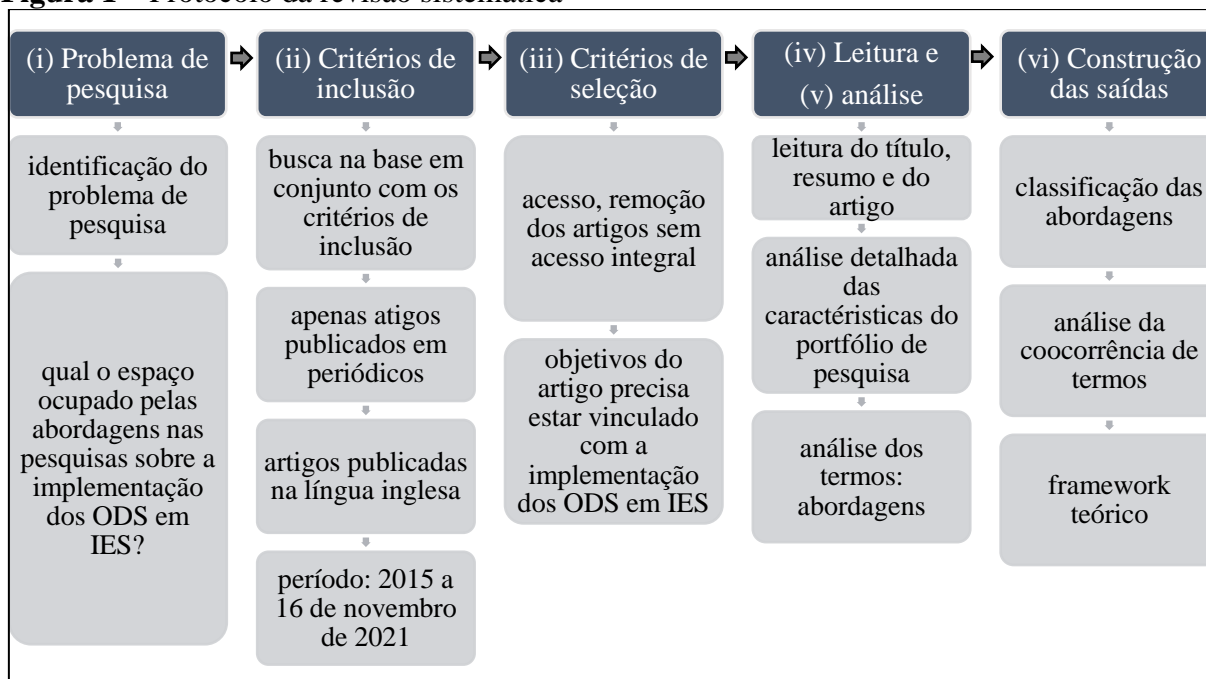 Figura 1 – Protocolo da revisão sistemática
(i) Problema de
pesquisa
identificação do
problema de
pesquisa
qual o espaço
ocupado pelas
abordagens nas
pesquisas sobre a
implementação
dos ODS em
IES?
(ii) Critérios de
inclusão
busca na base em
conjunto com os
critérios de
inclusão
apenas atigos
publicados em
periódicos
artigos publicadas
na língua inglesa
período: 2015 a
16 de novembro
de 2021
(iii) Critérios de
seleção
acesso, remoção
dos artigos sem
acesso integral
objetivos do
artigo precisa
estar vinculado
com a
implementação
dos ODS em IES
(iv) Leitura e
(v) análise
leitura do título,
resumo e do
artigo
análise detalhada
das
caractéristicas do
portfólio de
pesquisa
análise dos
termos:
abordagens
(vi) Construção
das saídas
classificação das
abordagens
análise da
coocorrência de
termos
framework
teórico